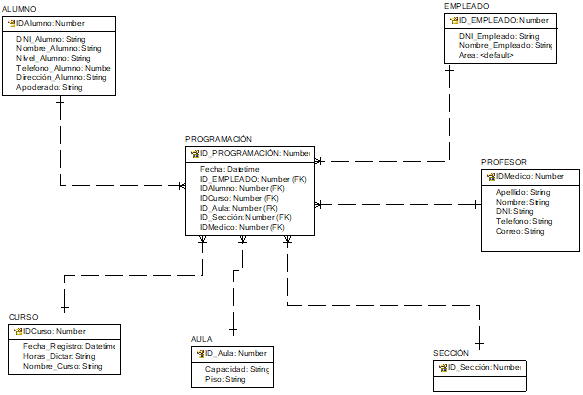 ALUMNO
IDAlumno: Number
DNI_Alumno: String
Nombre_Alumno: String
Nivel_Alumno: String
Telefono_Alumno: Numbe
Dirección_Alumno: String
Apoderado: String
EMPLEADO
ID_EMPLEADO: Number
DNI_Empleado: String
Nombre_Empleado: String
Area: <default>
PROGRAMACIÓN
ID_PROGRAMACIÓN: Number
Fecha: Datetime
ID_EMPLEADO: Number (FK)
IDAlumno: Number (FK)
IDCurso: Number (FK)
ID_Aula: Number (FK)
ID_Sección: Number (FK)
IDMedico: Number (FK)
PROFESOR
IDMedico: Number
Apellido: String
Nombre: String
DNI: String
Telefono: String
Correo: String
CURSO
IDCurso: Number
Fecha_Registro: Datetime
Horas_Dictar: String
Nombre_Curso: String
AULA
ID_Aula: Number
Capacidad: String
Piso: String
SECCIÓN
ID_Sección: Number